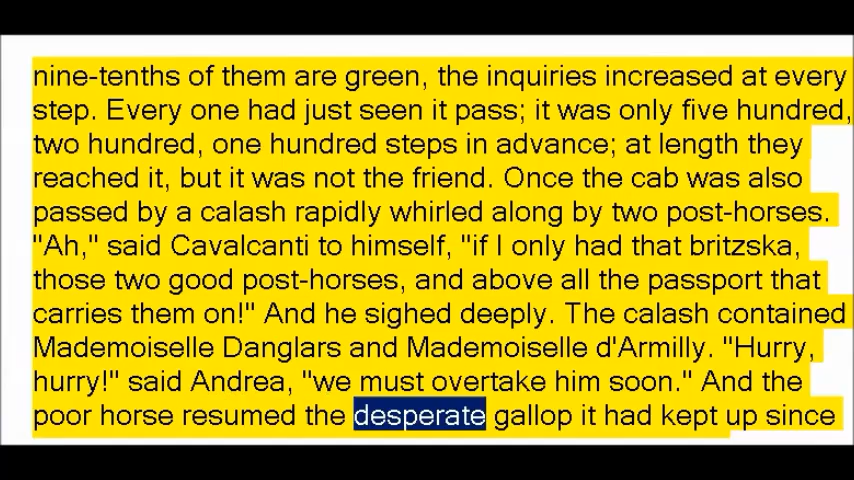 nine-tenths of them are green, the inquiries increased at every
step. Every one had just seen it pass; it was only five hundred,
two hundred, one hundred steps in advance; at length they
reached it, but it was not the friend. Once the cab was also
passed by a calash rapidly whirled along by two post-horses.
"Ah," said Cavalcanti to himself, "if I only had that britzska,
those two good post-horses, and above all the passport that
carries them on!" And he sighed deeply. The calash contained
Mademoiselle Danglars and Mademoiselle d'Armilly. "Hurry,
hurry!" said Andrea, "we must overtake him soon." And the
poor horse resumed the desperate gallop it had kept up since